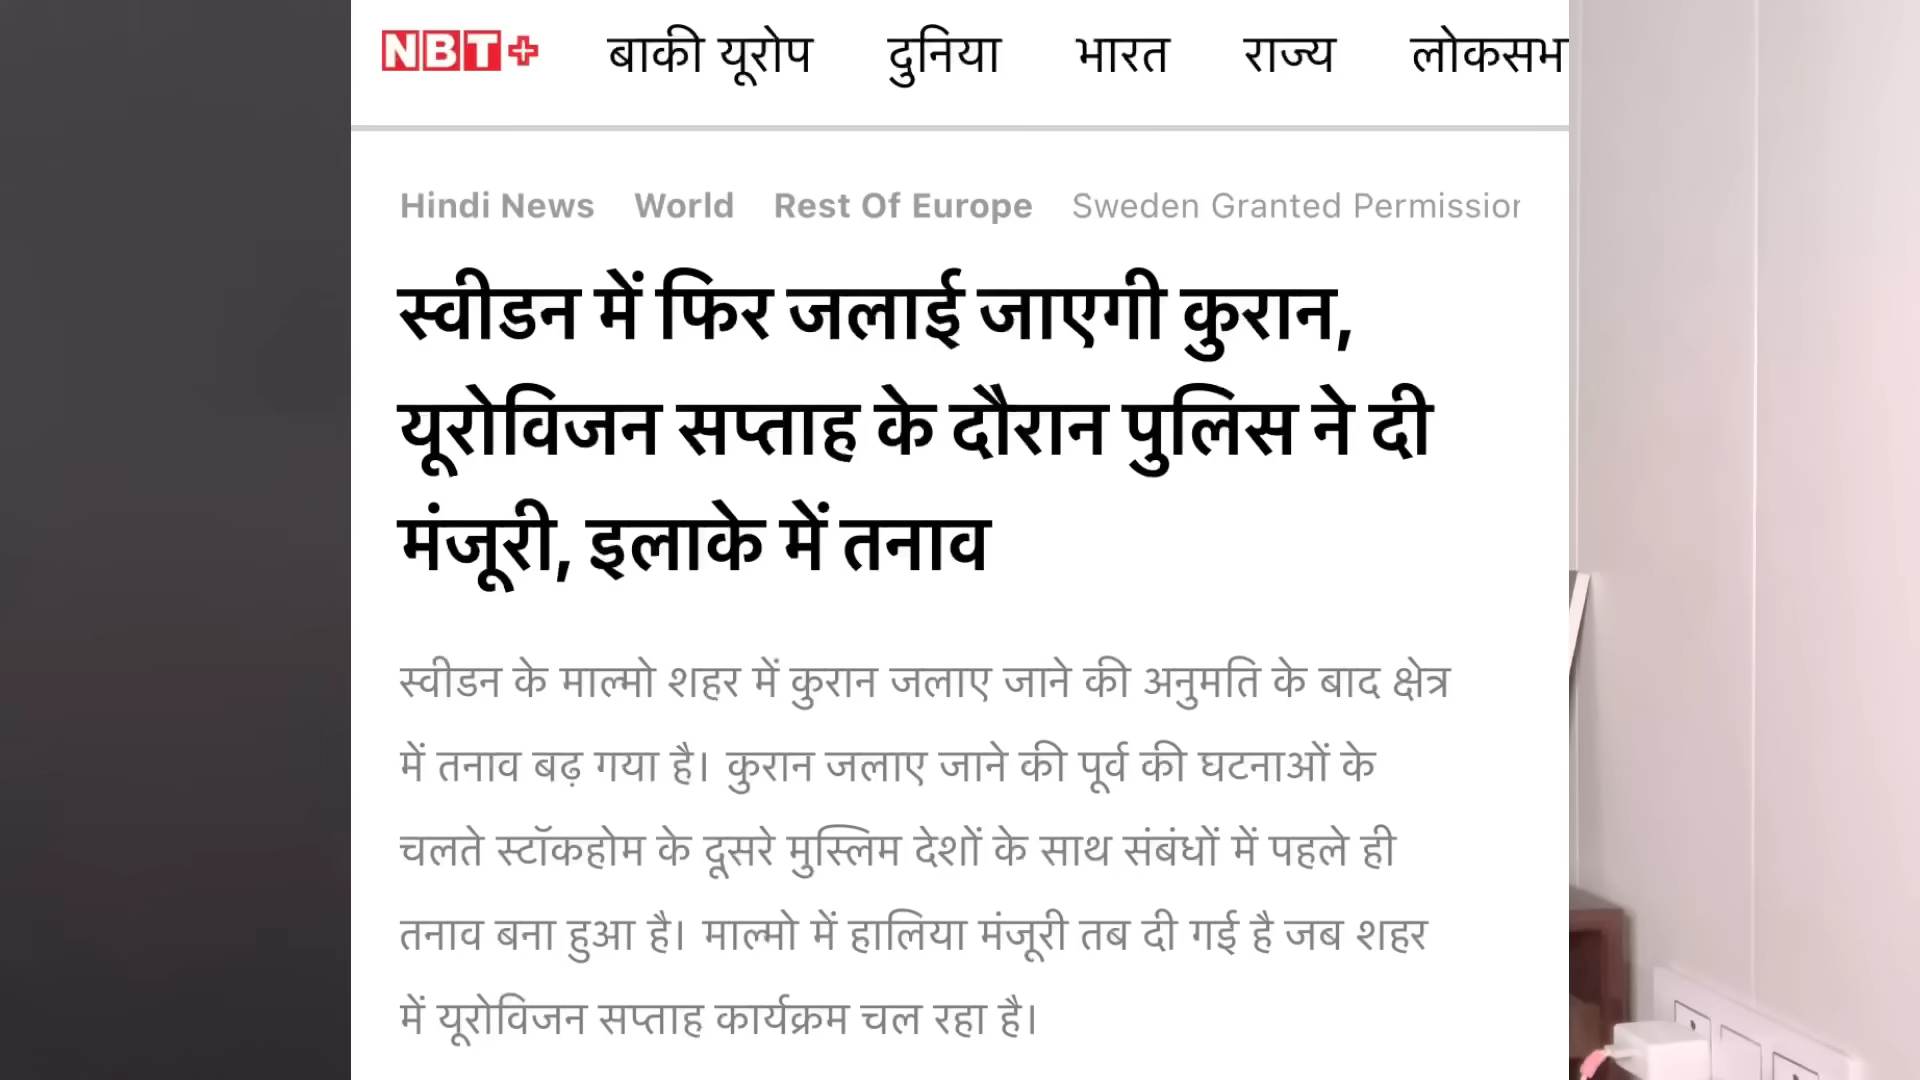 NBT+ बाकी यूरोप दुनिया भारत राज्य लोकसभ
Hindi News World Rest Of Europe Sweden Granted Permission
स्वीडन में फिर जलाई जाएगी कुरान,
यूरोविजन सप्ताह के दौरान पुलिस ने दी
मंजूरी, इलाके में तनाव
स्वीडन के माल्मो शहर में कुरान जलाए जाने की अनुमति के बाद क्षेत्र
में तनाव बढ़ गया है। कुरान जलाए जाने की पूर्व की घटनाओं के
चलते स्टॉकहोम के दूसरे मुस्लिम देशों के साथ संबंधों में पहले ही
तनाव बना हुआ है। माल्मो में हालिया मंजूरी तब दी गई है जब शहर
में यूरोविजन सप्ताह कार्यक्रम चल रहा है।